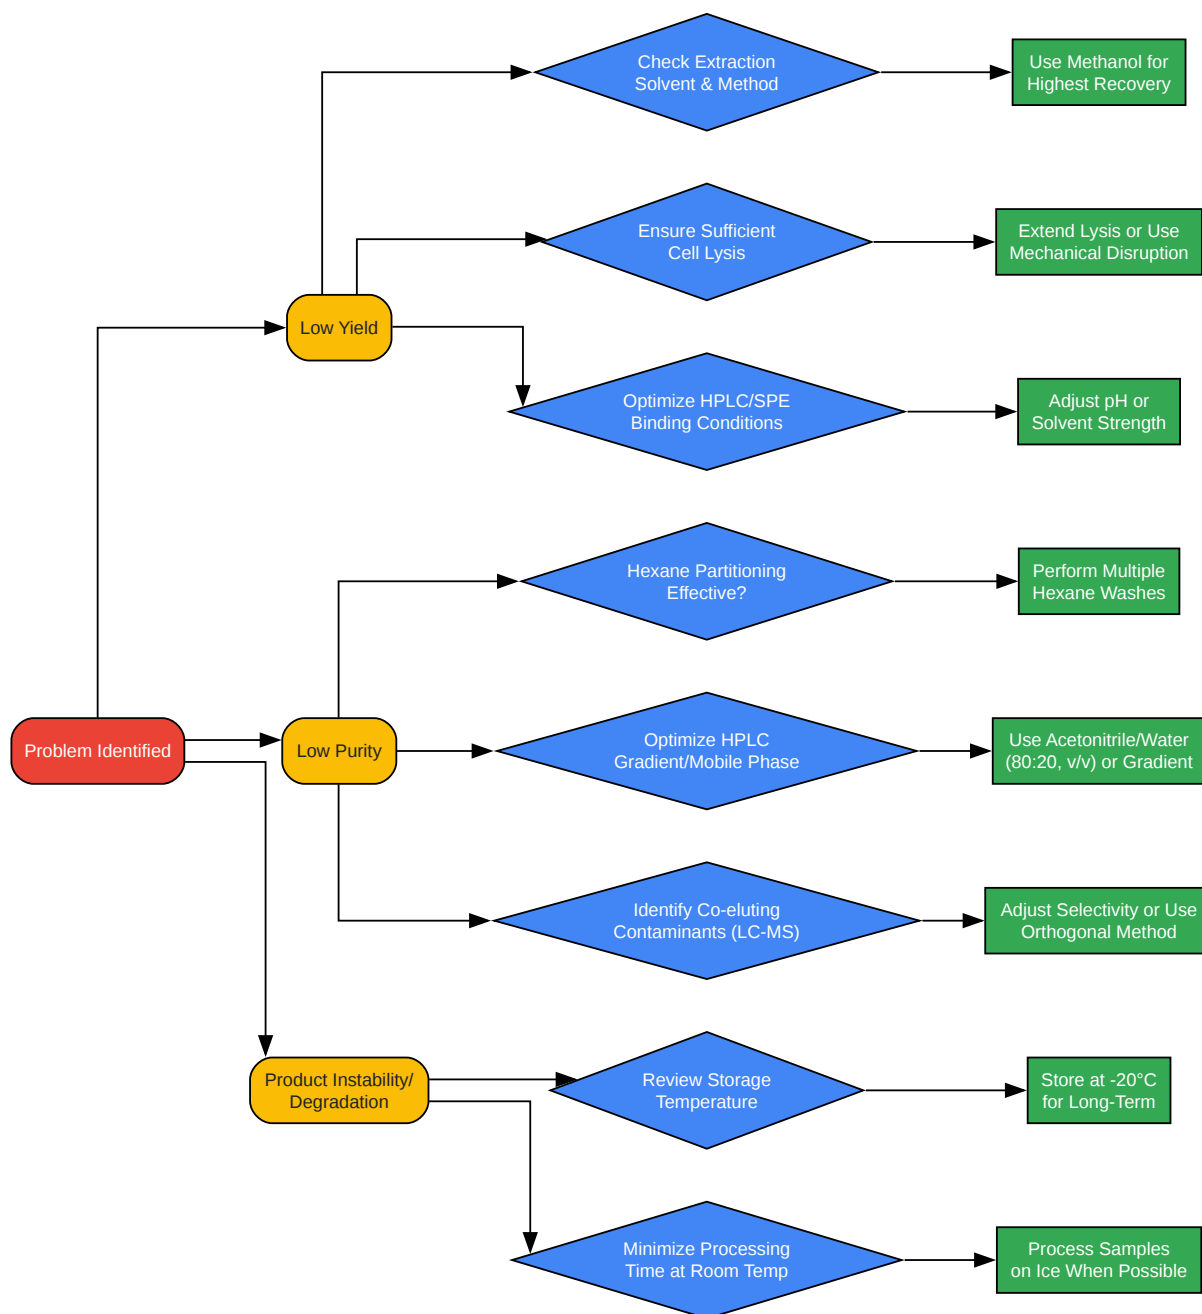 Check Extraction
Solvent & Method
Use Methanol for
Highest Recovery
Ensure Sufficient
Cell Lysis
Extend Lysis or Use
Mechanical Disruption
Low Yield
Optimize HPLC/SPE
Binding Conditions
Adjust pH or
Solvent Strength
Hexane Partitioning
Effective?
Perform Multiple
Hexane Washes
Problem Identified
Low Purity
Optimize HPLC
Gradient/Mobile Phase
Use Acetonitrile/Water
(80:20, v/v) or Gradient
Identify Co-eluting
Contaminants (LC-MS)
Adjust Selectivity or Use
Orthogonal Method
Product Instability/
Degradation
Review Storage
Temperature
Store at -20°C
for Long-Term
Minimize Processing
Time at Room Temp
Process Samples
on Ice When Possible